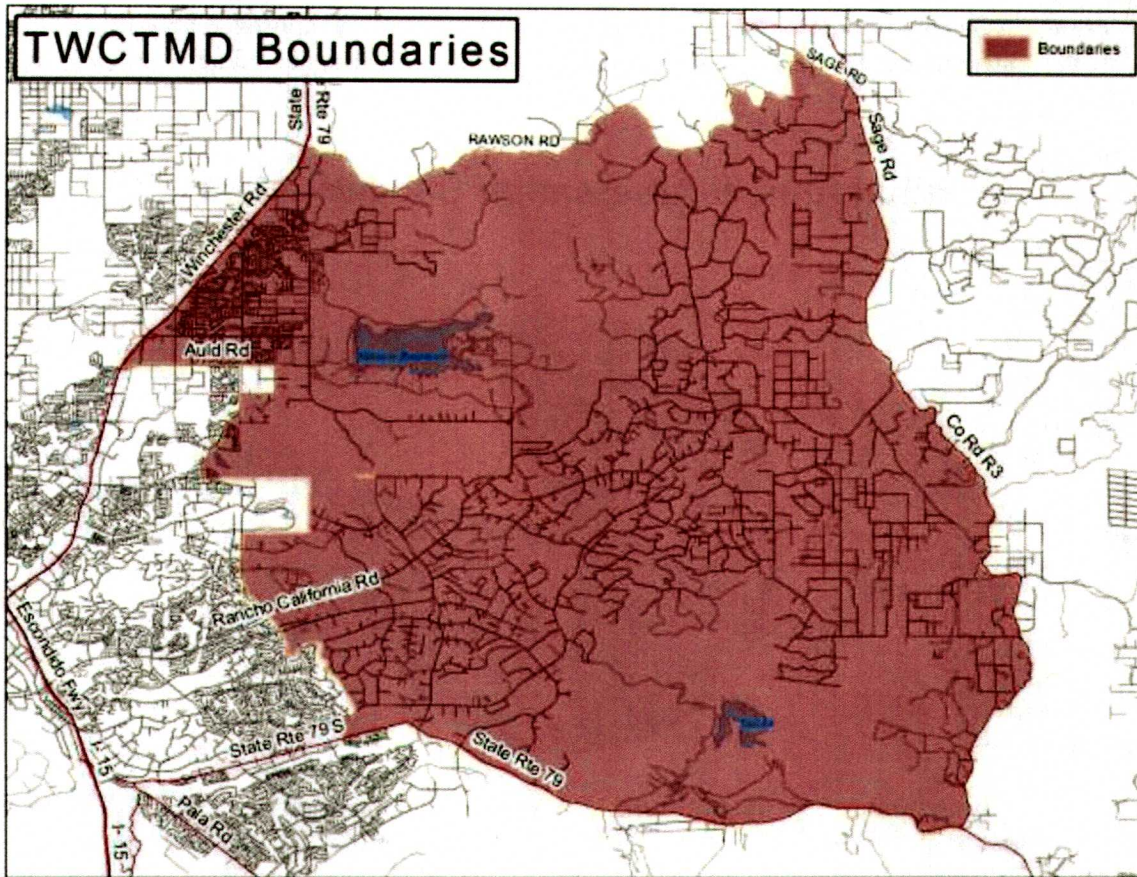 TWCTMD Boundaries
Boundaries
State
Rte 79
SAGE RD
RAWSON RD
Sage Rd
Winchester Rd
Auld Rd
Co Rd R3
Rancho California Rd
Escondido Fwy
I- 15
State Rte 79 S
State Rte 79
Pala Rd
I- 15